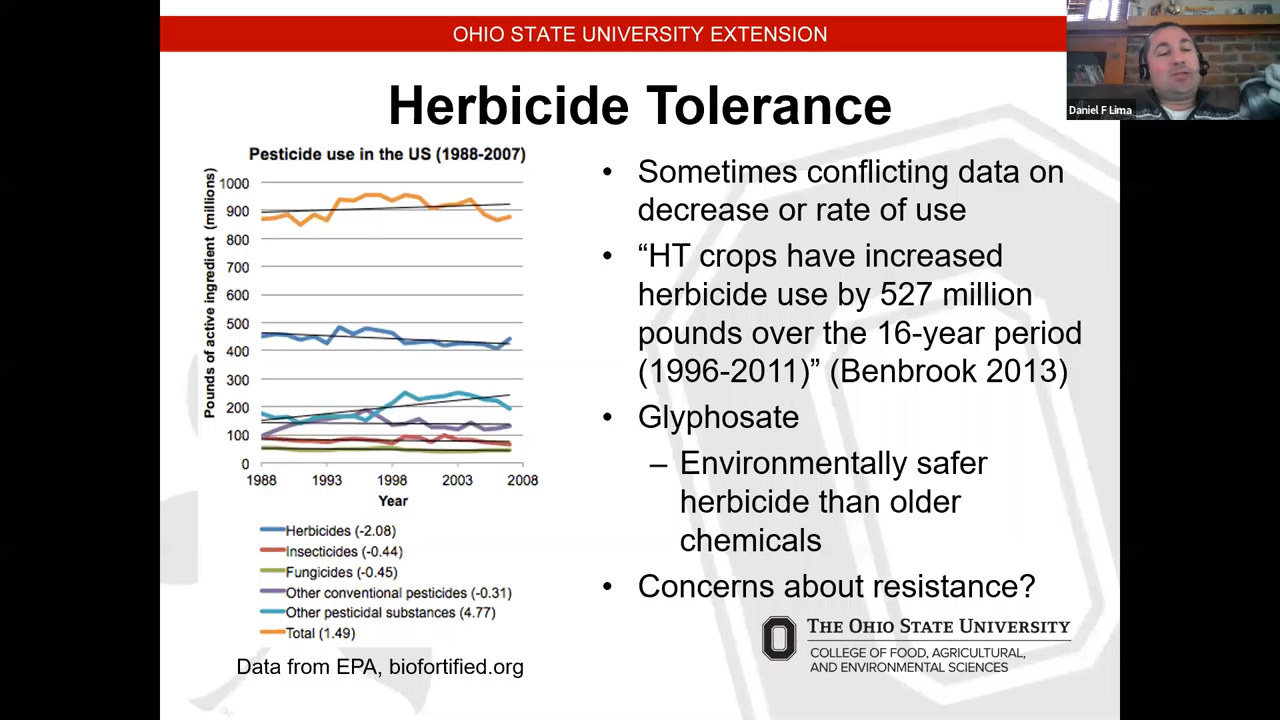 OHIO STATE UNIVERSITY EXTENSION
Daniel F Lima
Herbicide Tolerance
Pesticide use in the US (1988-2007)
Pounds of active ingredient (millions)
1000
900
800
700
600
500
400
300
200
100
0
1988 1993 1998 2003 2008
Year
Herbicides (-2.08)
Insecticides (-0.44)
Fungicides (-0.45)
Other conventional pesticides (-0.31)
Other pesticidal substances (4.77)
Total (1.49)
Data from EPA, biofortified.org
• Sometimes conflicting data on
decrease or rate of use
• “HT crops have increased
herbicide use by 527 million
pounds over the 16-year period
(1996-2011)” (Benbrook 2013)
• Glyphosate
– Environmentally safer
herbicide than older
chemicals
• Concerns about resistance?
THE OHIO STATE UNIVERSITY
COLLEGE OF FOOD, AGRICULTURAL,
AND ENVIRONMENTAL SCIENCES